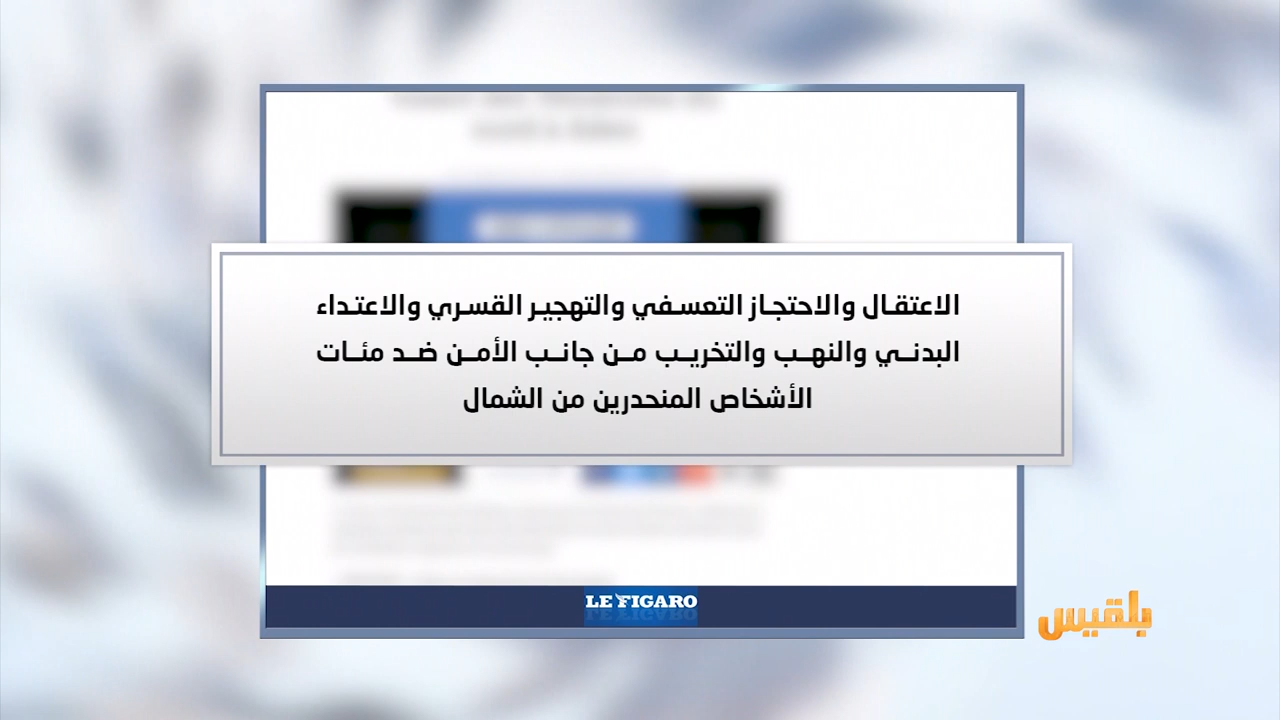 الاعتقال والاحتجاز التعسفي والتهجير القسري والاعتداء
البدني والنهب والتخريب من جانب الأمن ضد مئات
الأشخاص المنحدرين من الشمال
LE FIGARO
بلقيس